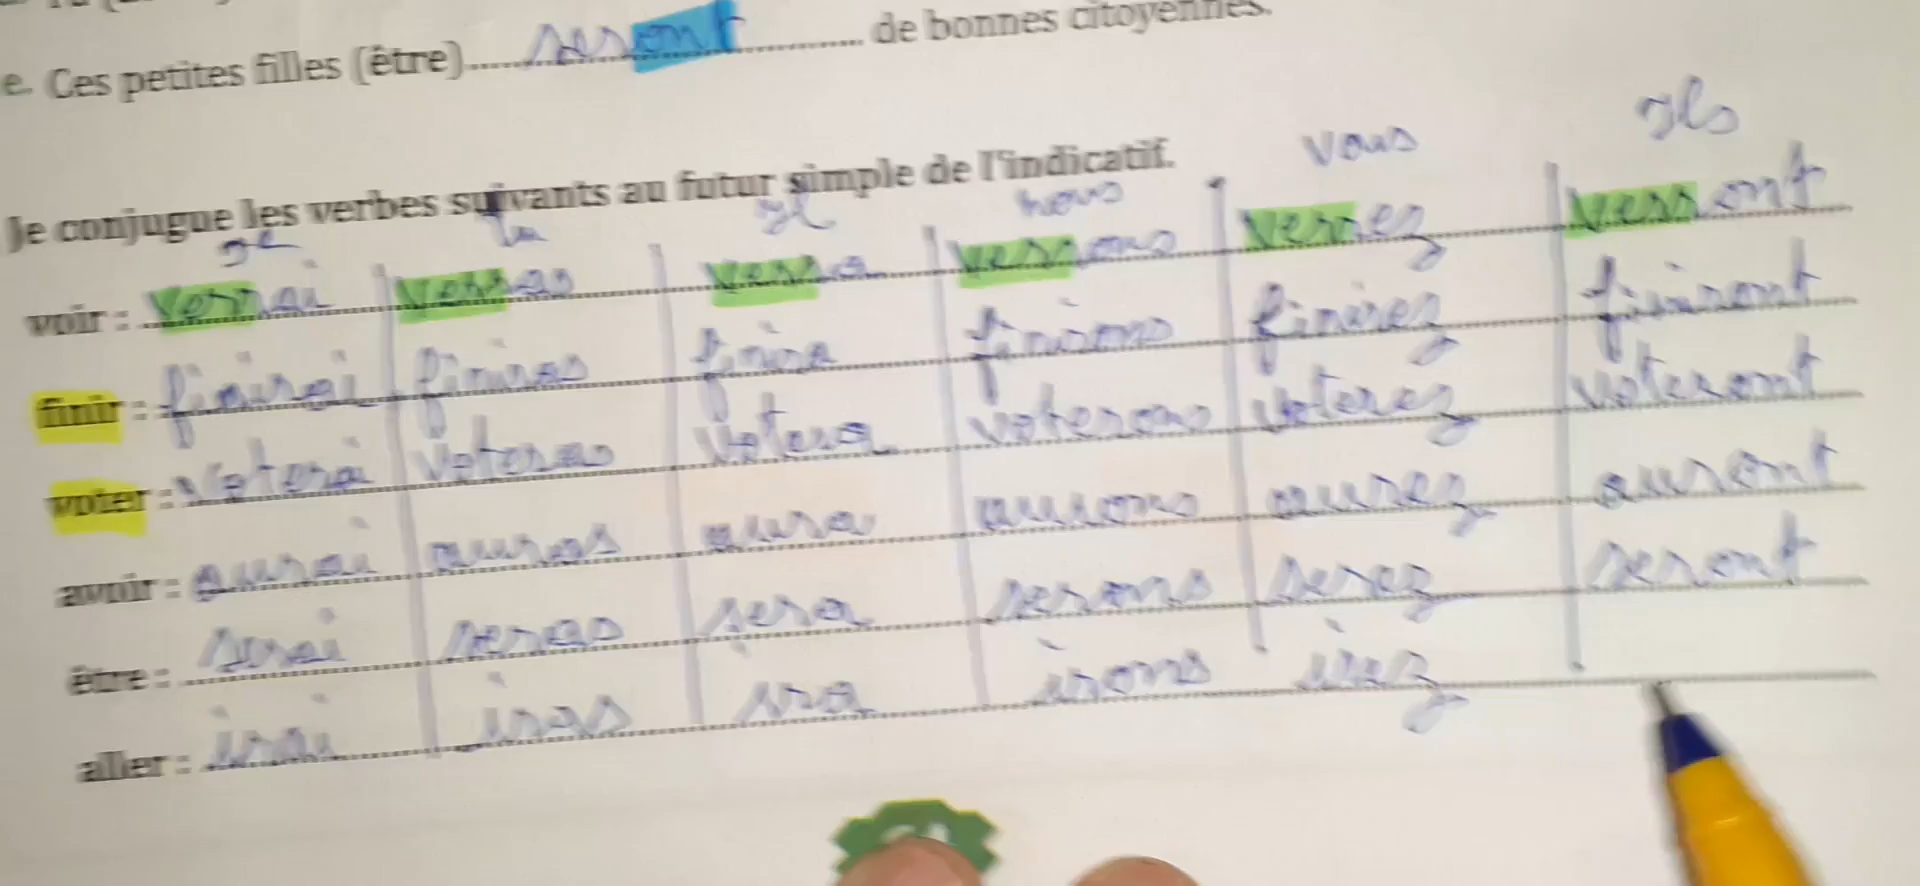 e. Ces petites filles (être) seront de bonnes citoyennes.
Je conjugue les verbes suivants au futur simple de l'indicatif.
je tu il nous vous ils
voir : verrai verras verra verrons verrez verront
finir : finirai finiras finira finirons finirez finiront
voter : voterai voteras votera voterons voterez voteront
avoir : aurai auras aura aurons aurez auront
être : serai seras sera serons serez seront
aller : irai iras ira irons irez